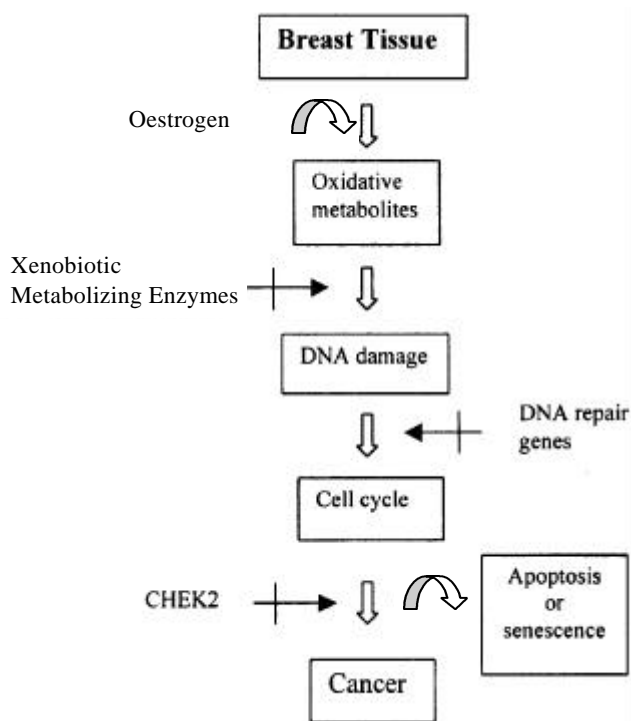 Breast Tissue
Oestrogen
Oxidative
metabolites
Xenobiotic
Metabolizing Enzymes
DNA damage
DNA repair
genes
Cell cycle
CHEK2
Apoptosis
or
senescence
Cancer